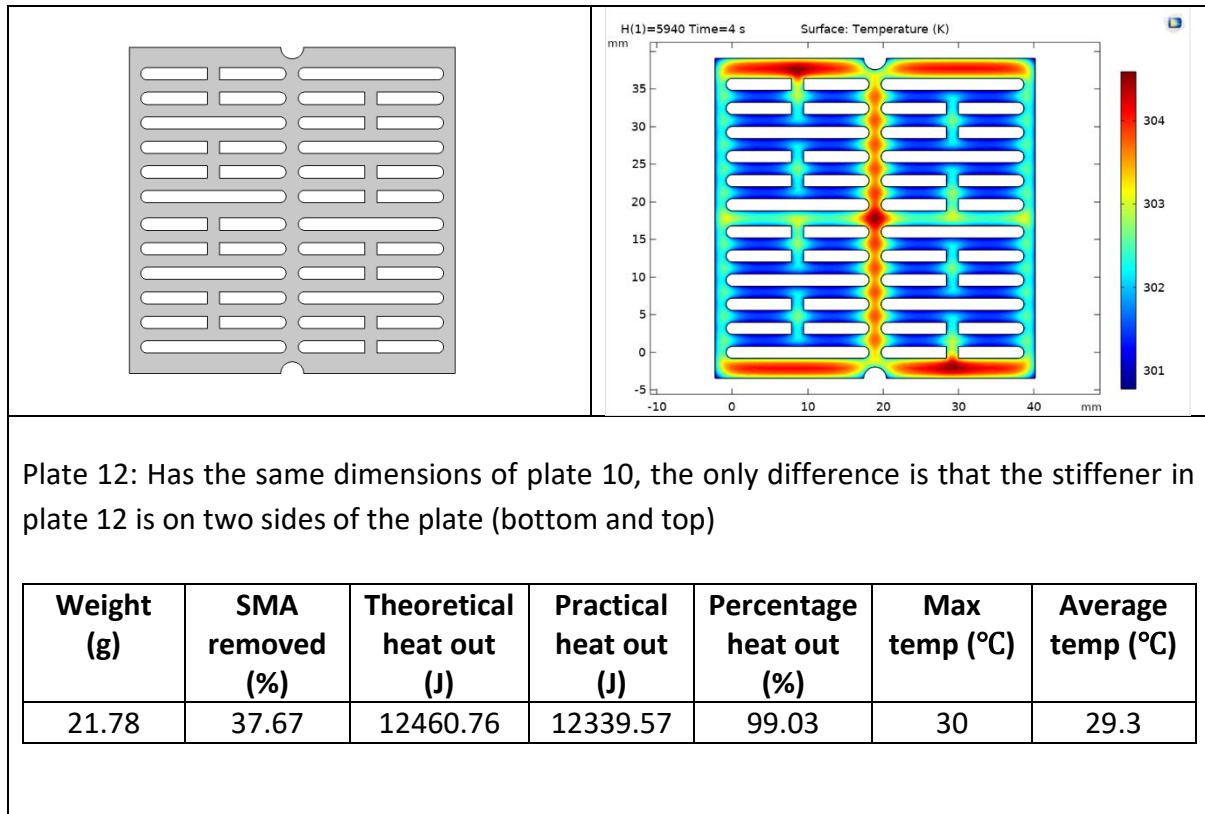 H(1)=5940 Time=4 s Surface: Temperature (K)
mm
35
30
25
20
15
10
5
0
-5
-10 0 10 20 30 40 mm
304
303
302
301
Plate 12: Has the same dimensions of plate 10, the only difference is that the stiffener in
plate 12 is on two sides of the plate (bottom and top)
Weight (g) SMA removed (%) Theoretical heat out (J) Practical heat out (J) Percentage heat out (%) Max temp (℃) Average temp (℃)
21.78 37.67 12460.76 12339.57 99.03 30 29.3